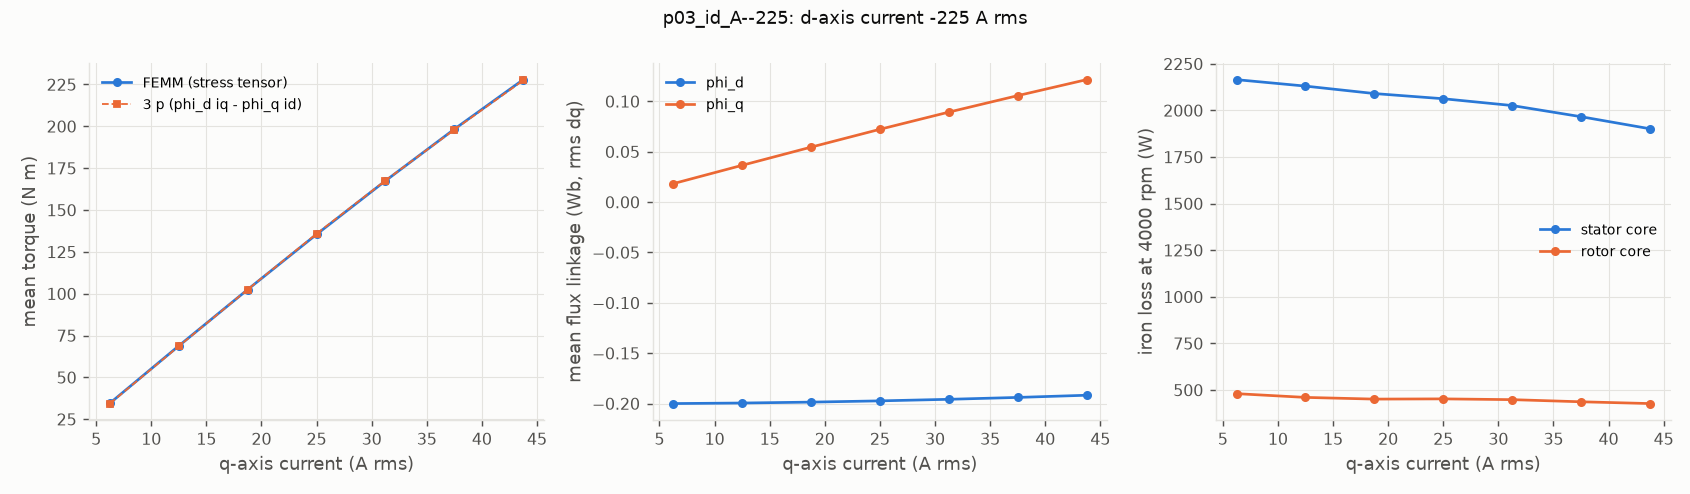 p03_id_A--225: d-axis current -225 A rms
FEMM (stress tensor)
3 p (phi_d iq - phi_q id)
mean torque (N m)
225
200
175
150
125
100
75
50
25
5 10 15 20 25 30 35 40 45
q-axis current (A rms)
phi_d
phi_q
mean flux linkage (Wb, rms dq)
0.10
0.05
0.00
−0.05
−0.10
−0.15
−0.20
5 10 15 20 25 30 35 40 45
q-axis current (A rms)
stator core
rotor core
iron loss at 4000 rpm (W)
2250
2000
1750
1500
1250
1000
750
500
5 10 15 20 25 30 35 40 45
q-axis current (A rms)